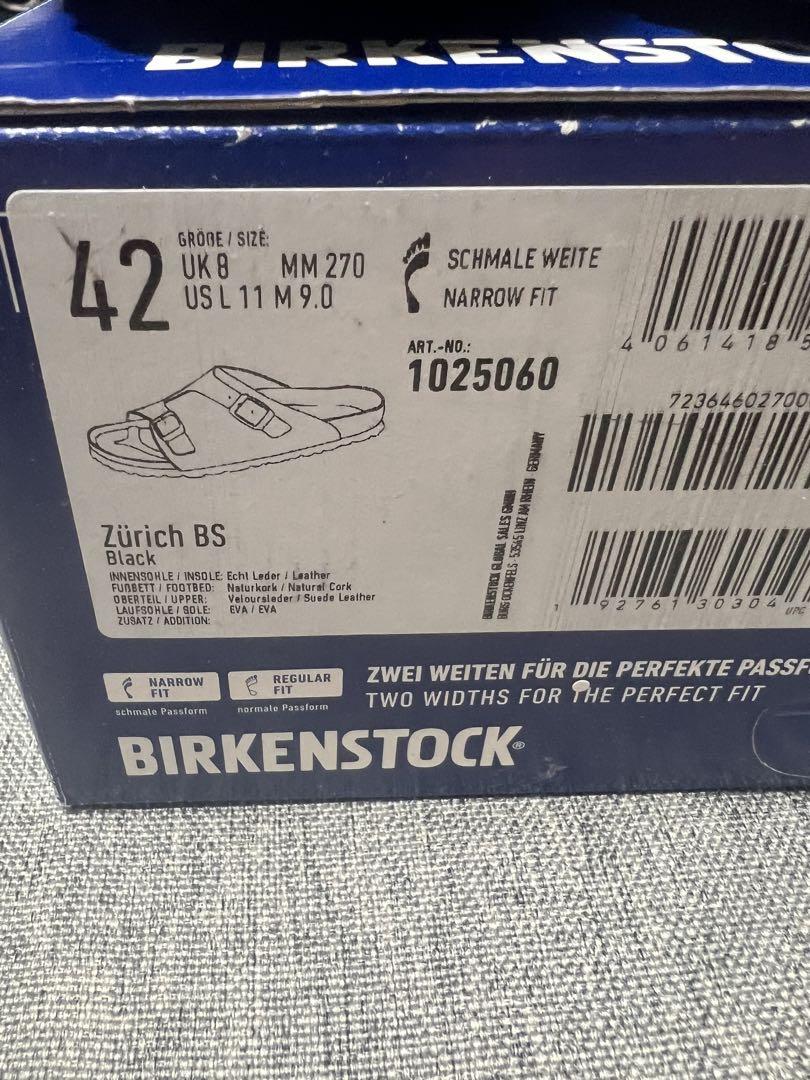 BIRKENSTO
42
GRÖßE / SIZE:
UK 8 MM 270
US L 11 M 9.0
SCHMALE WEITE
NARROW FIT
ART.-NO.:
1025060
4 061418 5
72364602700
1 92761 30304
UPC
BIRKENSTOCK GLOBAL SALES GMBH
BURG OCKENFELS - 53545 LINZ AM RHEIN - GERMANY
Zürich BS
Black
INNENSOHLE / INSOLE: Echt Leder / Leather
FUßBETT / FOOTBED: Naturkork / Natural Cork
OBERTEIL / UPPER: Veloursleder / Suede Leather
LAUFSOHLE / SOLE: EVA / EVA
ZUSATZ / ADDITION:
NARROW FIT
schmale Passform
REGULAR FIT
normale Passform
ZWEI WEITEN FÜR DIE PERFEKTE PASSF
TWO WIDTHS FOR THE PERFECT FIT
BIRKENSTOCK®